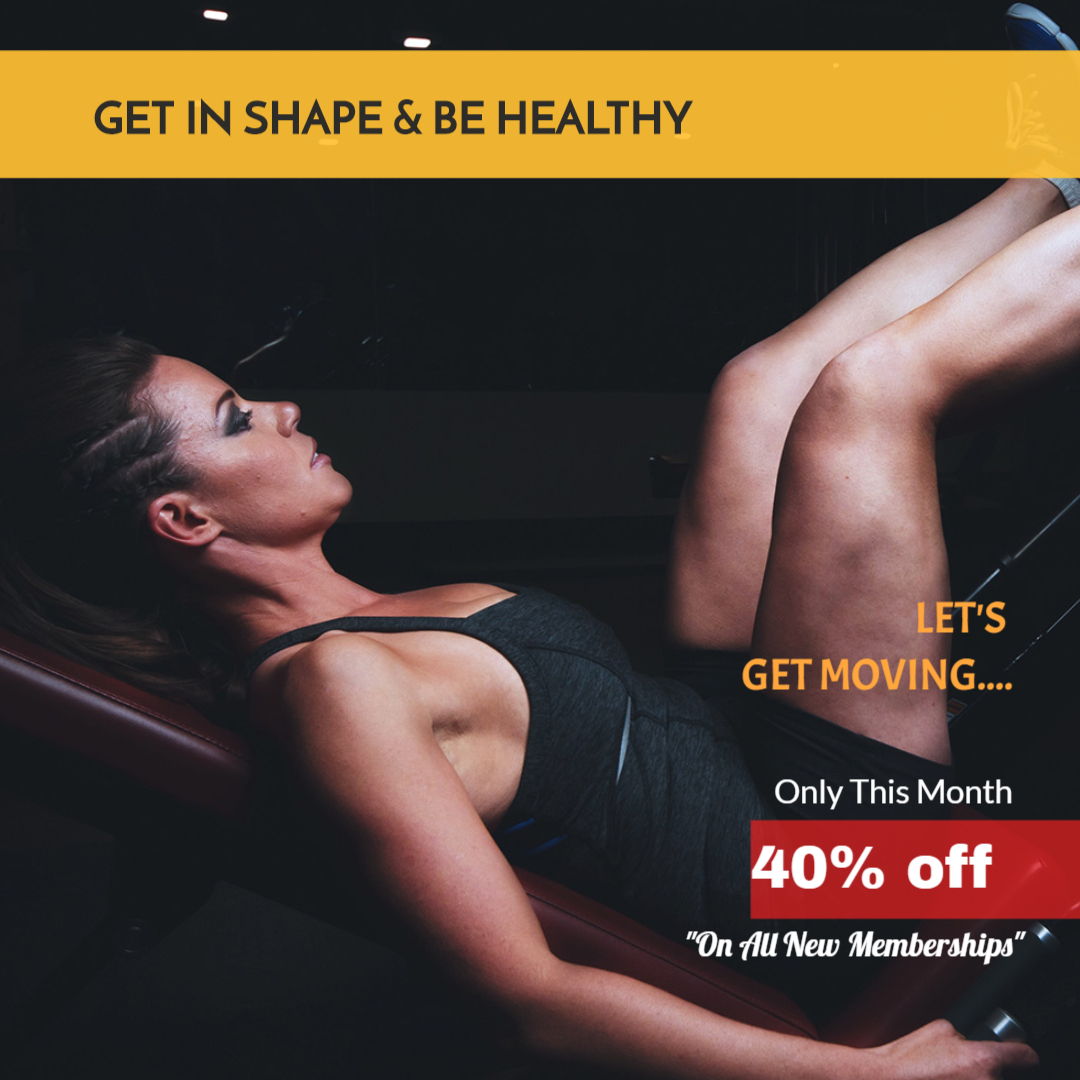 GET IN SHAPE & BE HEALTHY
LET'S
GET MOVING....
Only This Month
40% off
"On All New Memberships"